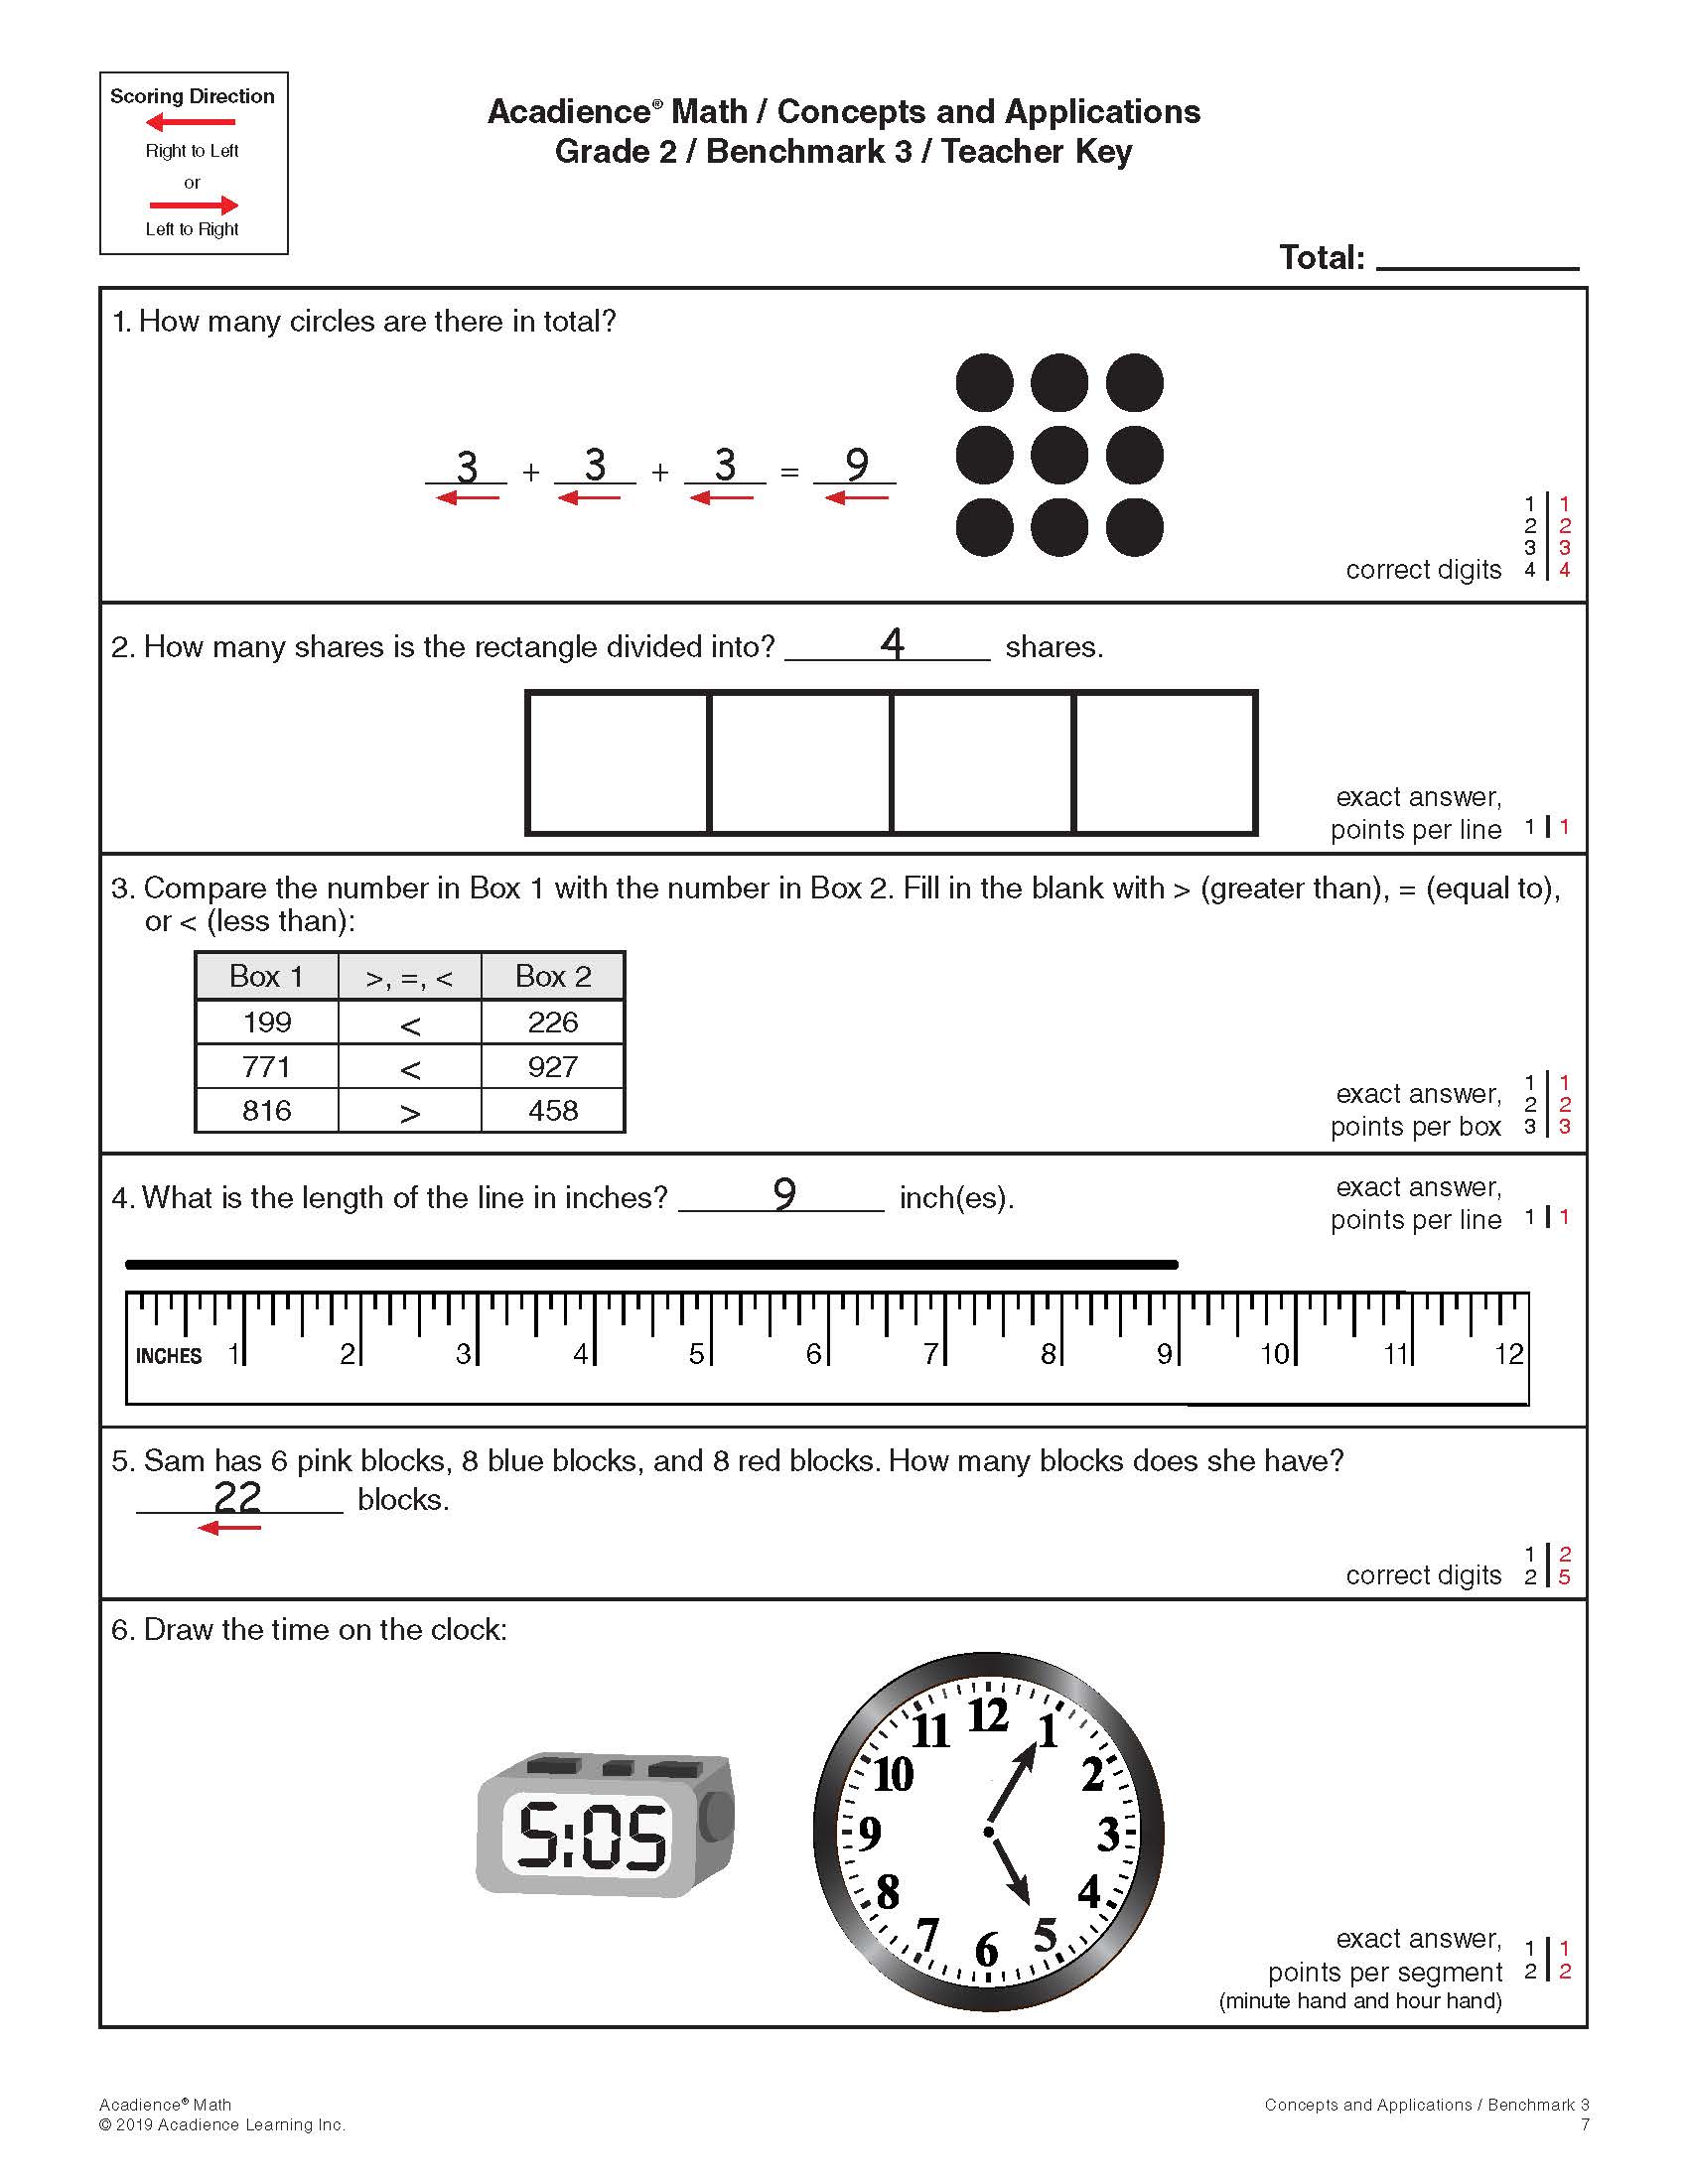 Scoring Direction
Right to Left
or
Left to Right
Acadience® Math / Concepts and Applications
Grade 2 / Benchmark 3 / Teacher Key
Total:
1. How many circles are there in total?
3 + 3 + 3 = 9
1 1
2 2
3 3
correct digits 4 4
2. How many shares is the rectangle divided into? 4 shares.
exact answer,
points per line 1 1
3. Compare the number in Box 1 with the number in Box 2. Fill in the blank with > (greater than), = (equal to),
or < (less than):
Box 1 >, =, < Box 2
199 < 226
771 < 927
816 > 458
1 1
exact answer, 2 2
points per box 3 3
4. What is the length of the line in inches? 9 inch(es).
exact answer,
points per line 1 1
INCHES 1 2 3 4 5 6 7 8 9 10 11 12
5. Sam has 6 pink blocks, 8 blue blocks, and 8 red blocks. How many blocks does she have?
22 blocks.
1 2
correct digits 2 5
6. Draw the time on the clock:
5:05
12
1
2
3
4
5
6
7
8
9
10
11
exact answer, 1 1
points per segment 2 2
(minute hand and hour hand)
Acadience® Math
© 2019 Acadience Learning Inc.
Concepts and Applications / Benchmark 3
7